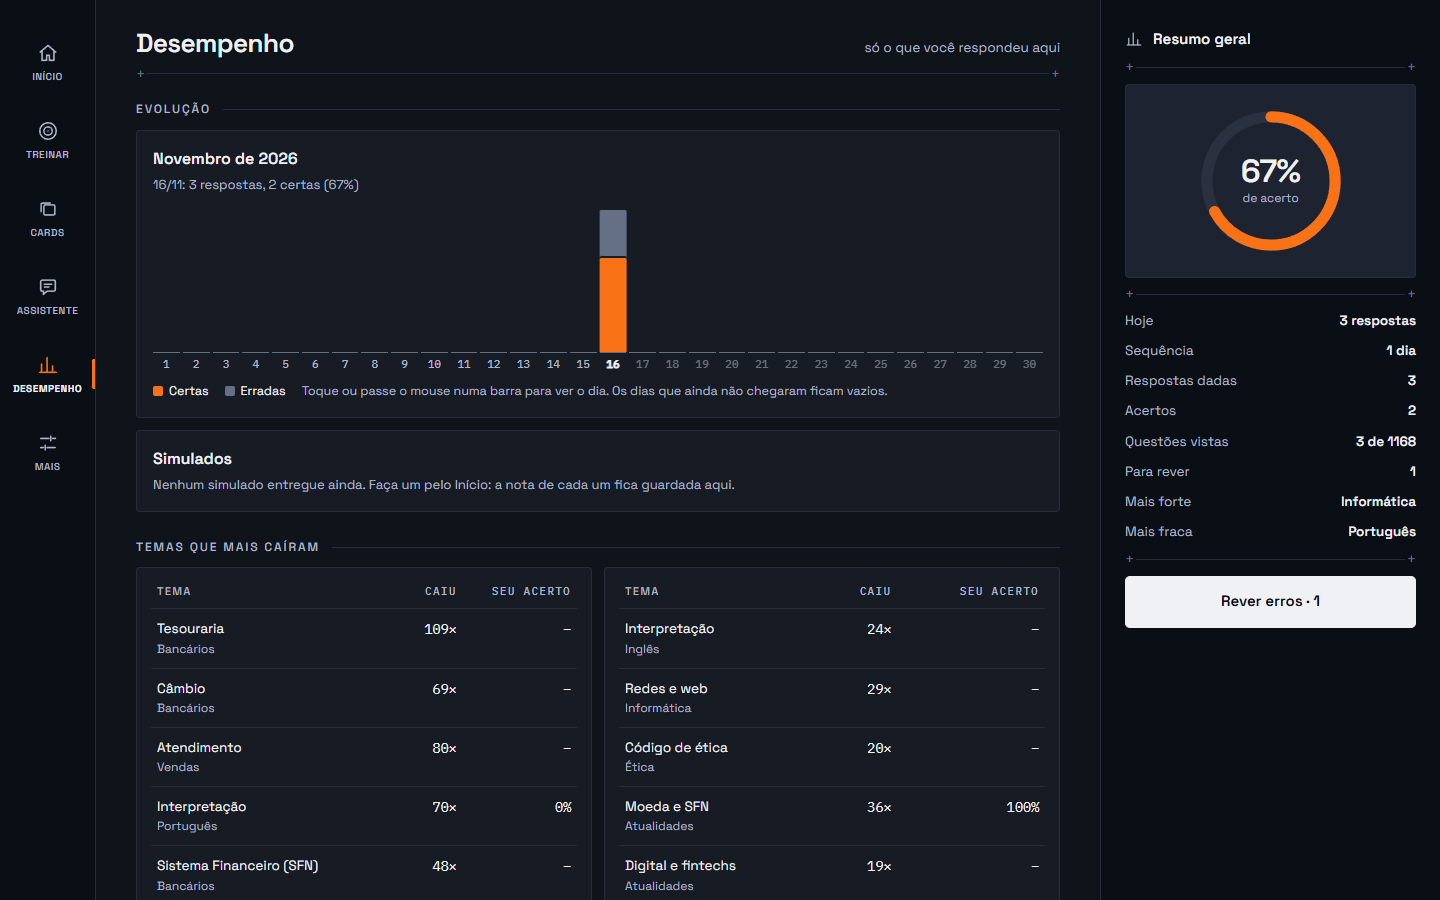 INÍCIO
TREINAR
CARDS
ASSISTENTE
DESEMPENHO
MAIS
Desempenho
só o que você respondeu aqui
EVOLUÇÃO
Novembro de 2026
16/11: 3 respostas, 2 certas (67%)
1 2 3 4 5 6 7 8 9 10 11 12 13 14 15 16 17 18 19 20 21 22 23 24 25 26 27 28 29 30
Certas Erradas Toque ou passe o mouse numa barra para ver o dia. Os dias que ainda não chegaram ficam vazios.
Simulados
Nenhum simulado entregue ainda. Faça um pelo Início: a nota de cada um fica guardada aqui.
TEMAS QUE MAIS CAÍRAM
TEMA CAIU SEU ACERTO
Tesouraria 109× –
Bancários
Câmbio 69× –
Bancários
Atendimento 80× –
Vendas
Interpretação 70× 0%
Português
Sistema Financeiro (SFN) 48× –
Bancários
TEMA CAIU SEU ACERTO
Interpretação 24× –
Inglês
Redes e web 29× –
Informática
Código de ética 20× –
Ética
Moeda e SFN 36× 100%
Atualidades
Digital e fintechs 19× –
Atualidades
Resumo geral
67%
de acerto
Hoje 3 respostas
Sequência 1 dia
Respostas dadas 3
Acertos 2
Questões vistas 3 de 1168
Para rever 1
Mais forte Informática
Mais fraca Português
Rever erros · 1